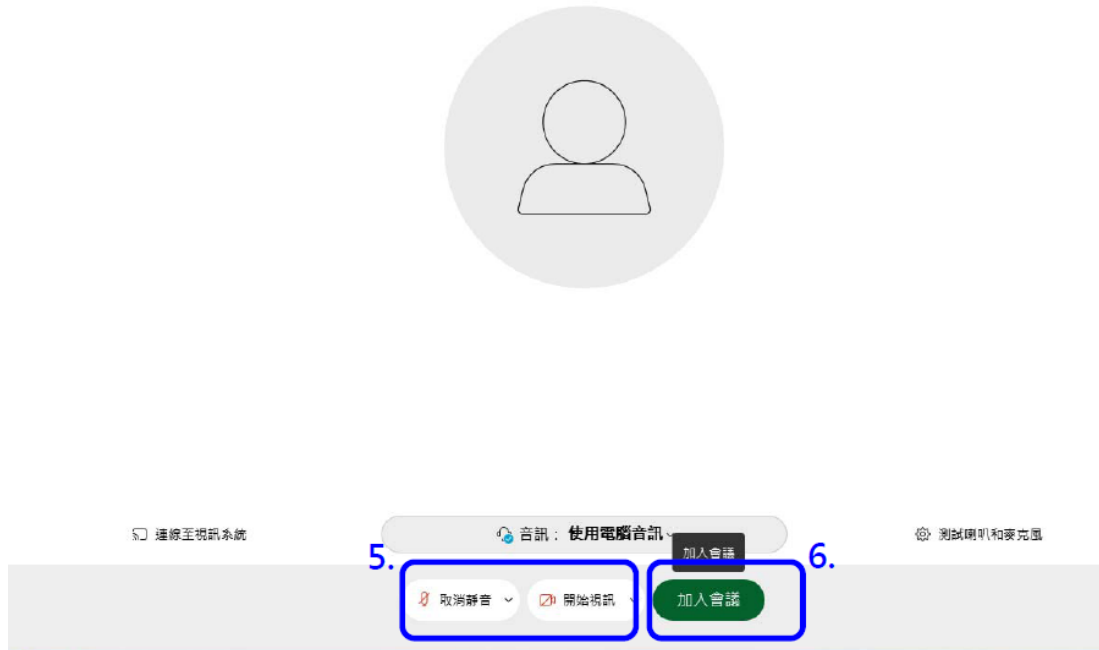 連線至視訊系統
音訊： 使用電腦音訊
測試喇叭和麥克風
加入會議
5.
6.
取消靜音
開始視訊
加入會議